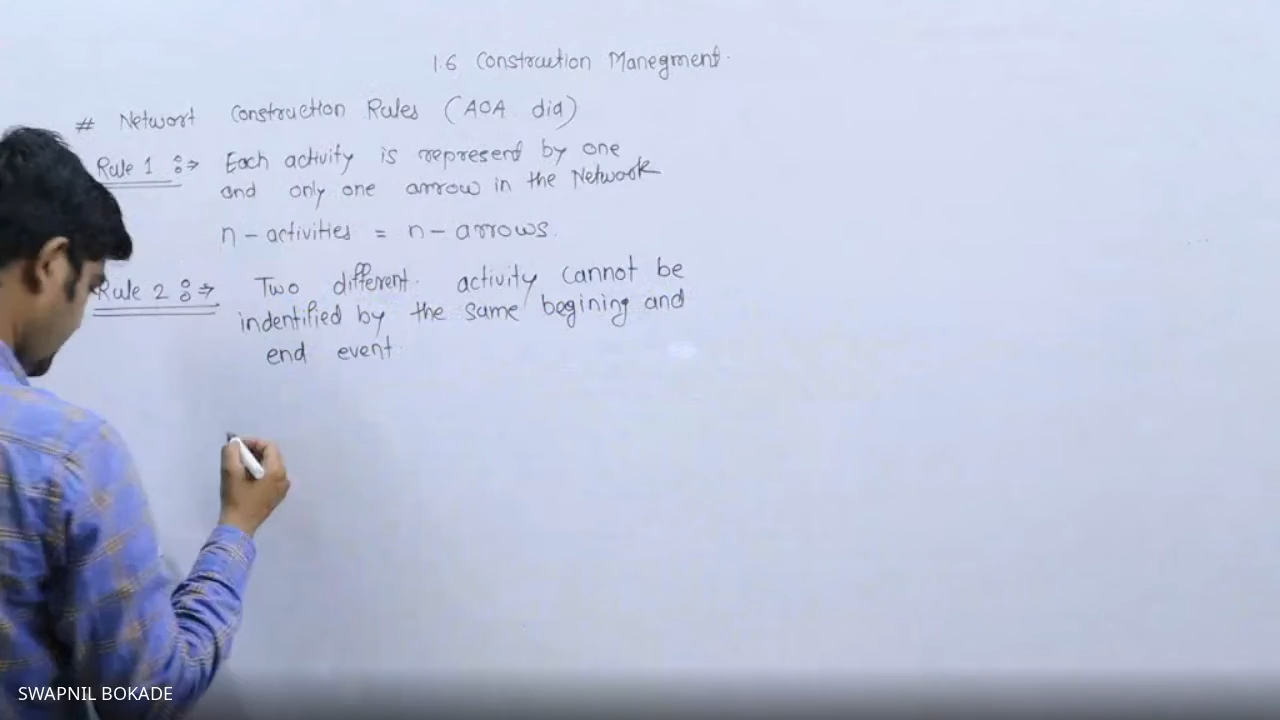 1.6 Construction Manegment.
# Network Construction Rules (AOA dia)
Rule 1 :⇒ Each activity is represent by one
and only one arrow in the Network
n - activities = n - arrows.
Rule 2 :⇒ Two different activity cannot be
indentified by the same begining and
end event.
SWAPNIL BOKADE